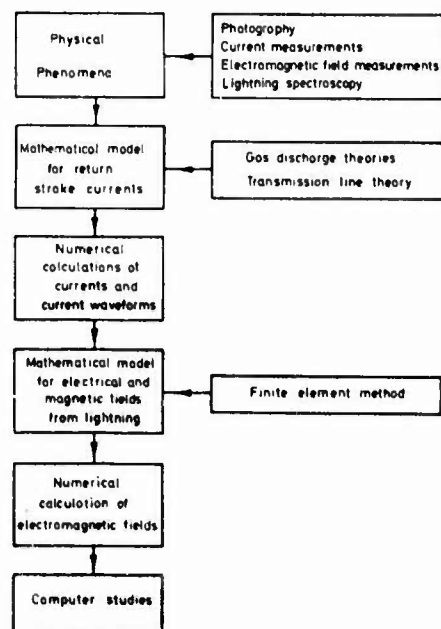 Physical
Phenomena
Photography
Current measurements
Electromagnetic field measurements
Lightning spectroscopy
Mathematical model
for return
stroke currents
Gas discharge theories
Transmission line theory
Numerical
calculations of
currents and
current waveforms
Mathematical model
for electrical and
magnetic fields
from lightning
Finite element method
Numerical
calculation of
electromagnetic fields
Computer studies